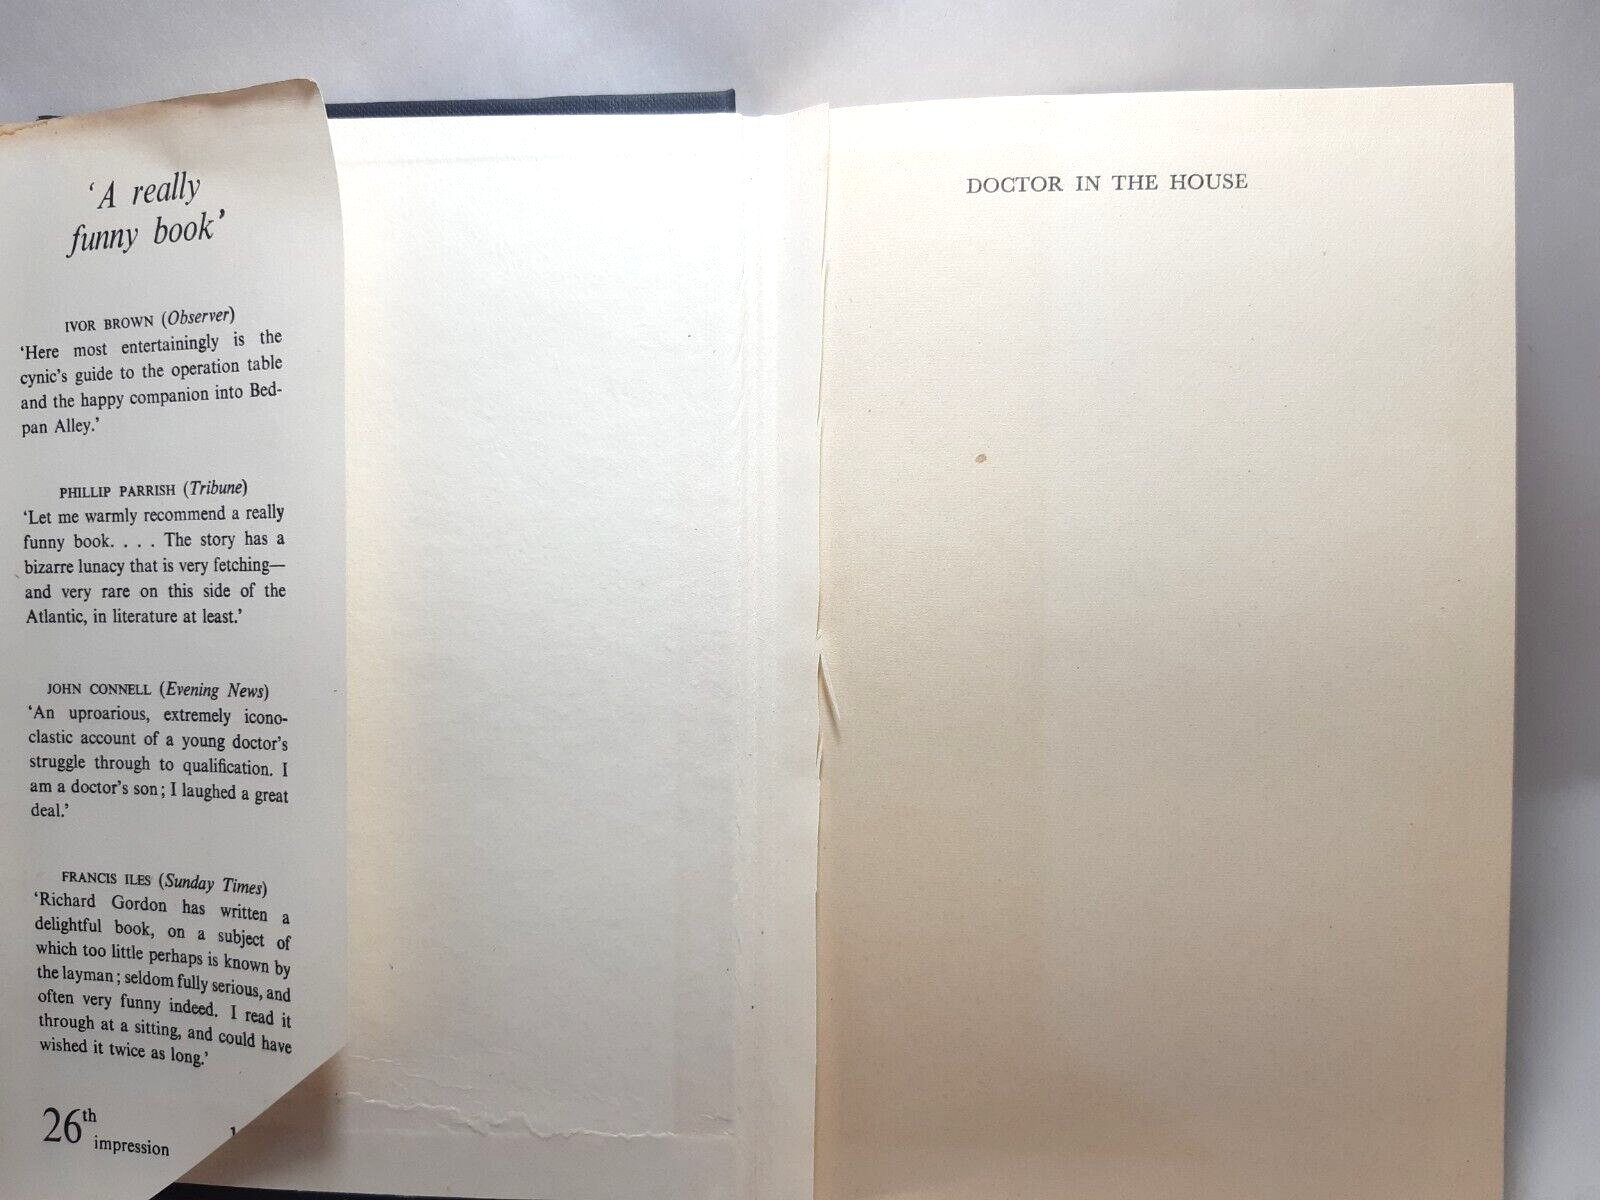 ‘A really
funny book’
IVOR BROWN (Observer)
‘Here most entertainingly is the
cynic’s guide to the operation table
and the happy companion into Bed-
pan Alley.’
PHILLIP PARRISH (Tribune)
‘Let me warmly recommend a really
funny book. . . . The story has a
bizarre lunacy that is very fetching—
and very rare on this side of the
Atlantic, in literature at least.’
JOHN CONNELL (Evening News)
‘An uproarious, extremely icono-
clastic account of a young doctor’s
struggle through to qualification. I
am a doctor’s son; I laughed a great
deal.’
FRANCIS ILES (Sunday Times)
‘Richard Gordon has written a
delightful book, on a subject of
which too little perhaps is known by
the layman; seldom fully serious, and
often very funny indeed. I read it
through at a sitting, and could have
wished it twice as long.’
26th
impression
DOCTOR IN THE HOUSE